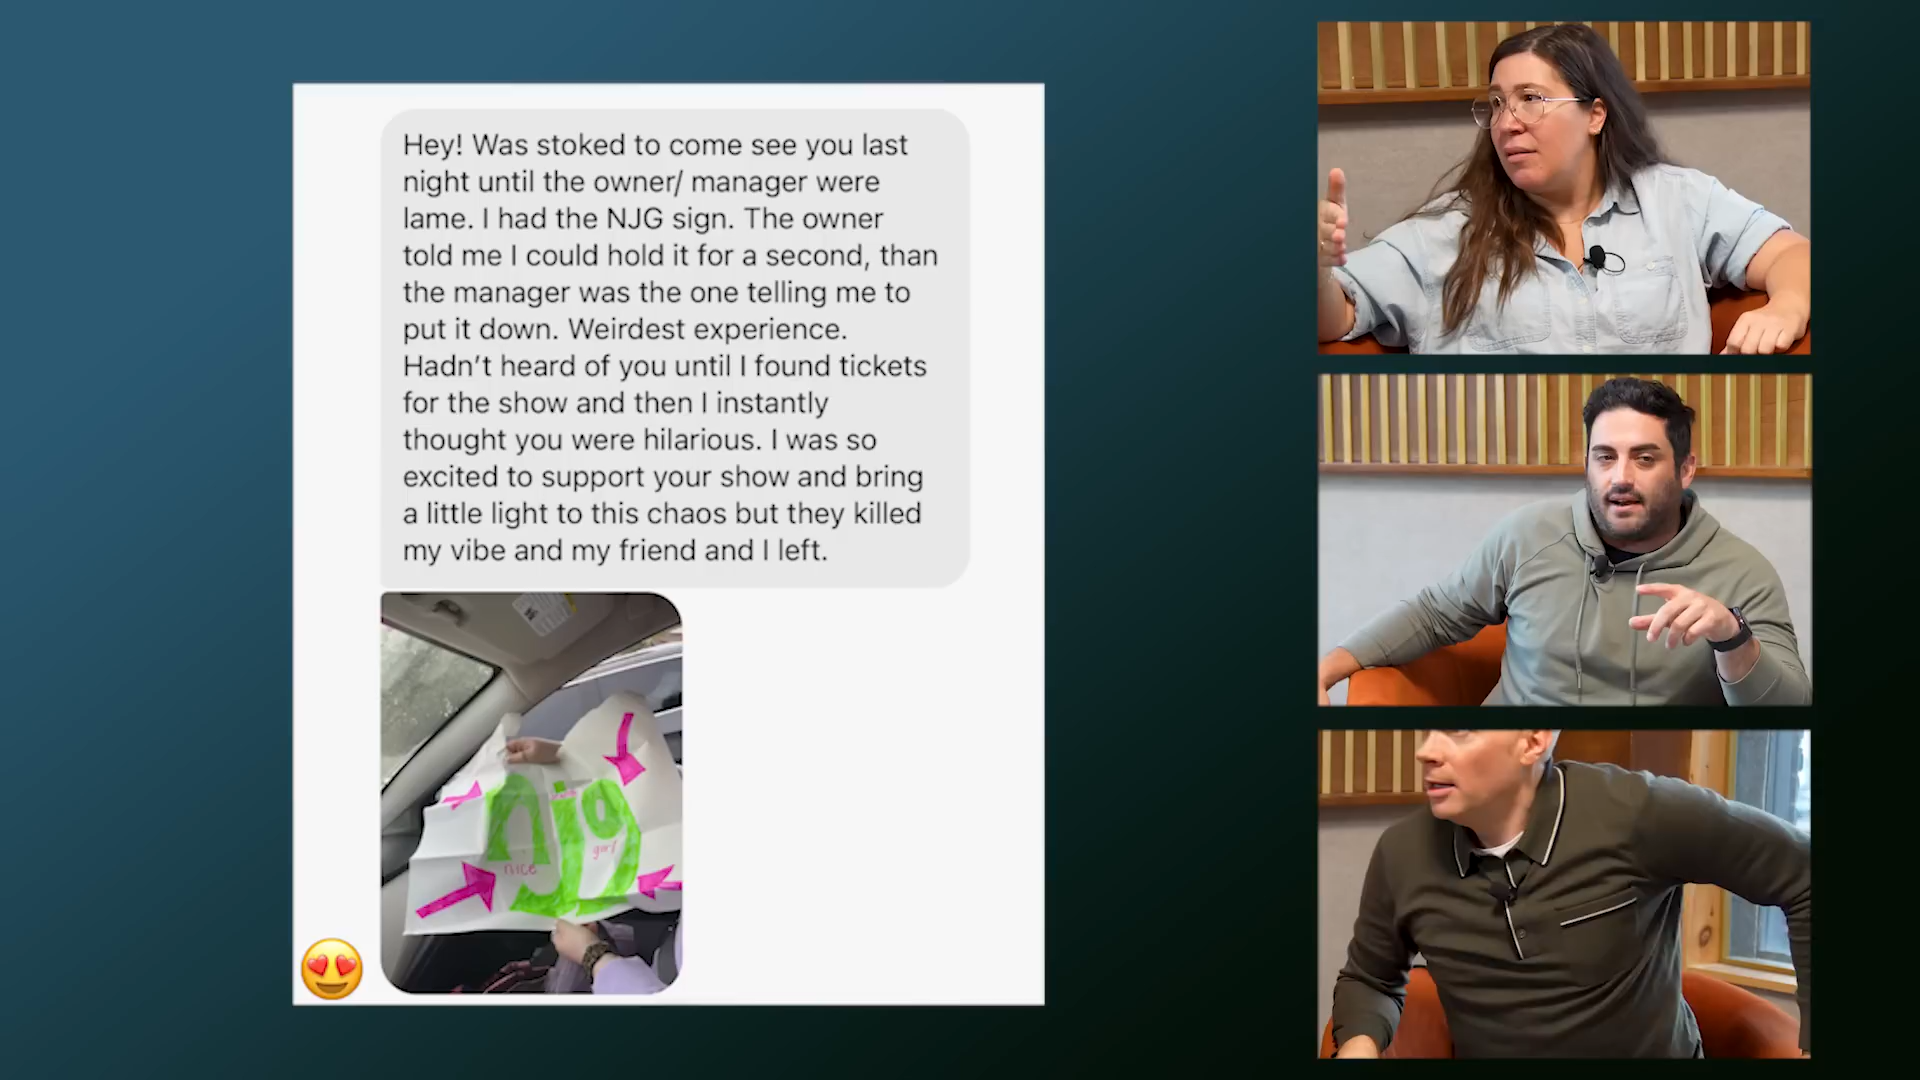 Hey! Was stoked to come see you last
night until the owner/ manager were
lame. I had the NJG sign. The owner
told me I could hold it for a second, than
the manager was the one telling me to
put it down. Weirdest experience.
Hadn't heard of you until I found tickets
for the show and then I instantly
thought you were hilarious. I was so
excited to support your show and bring
a little light to this chaos but they killed
my vibe and my friend and I left.
njg
nice